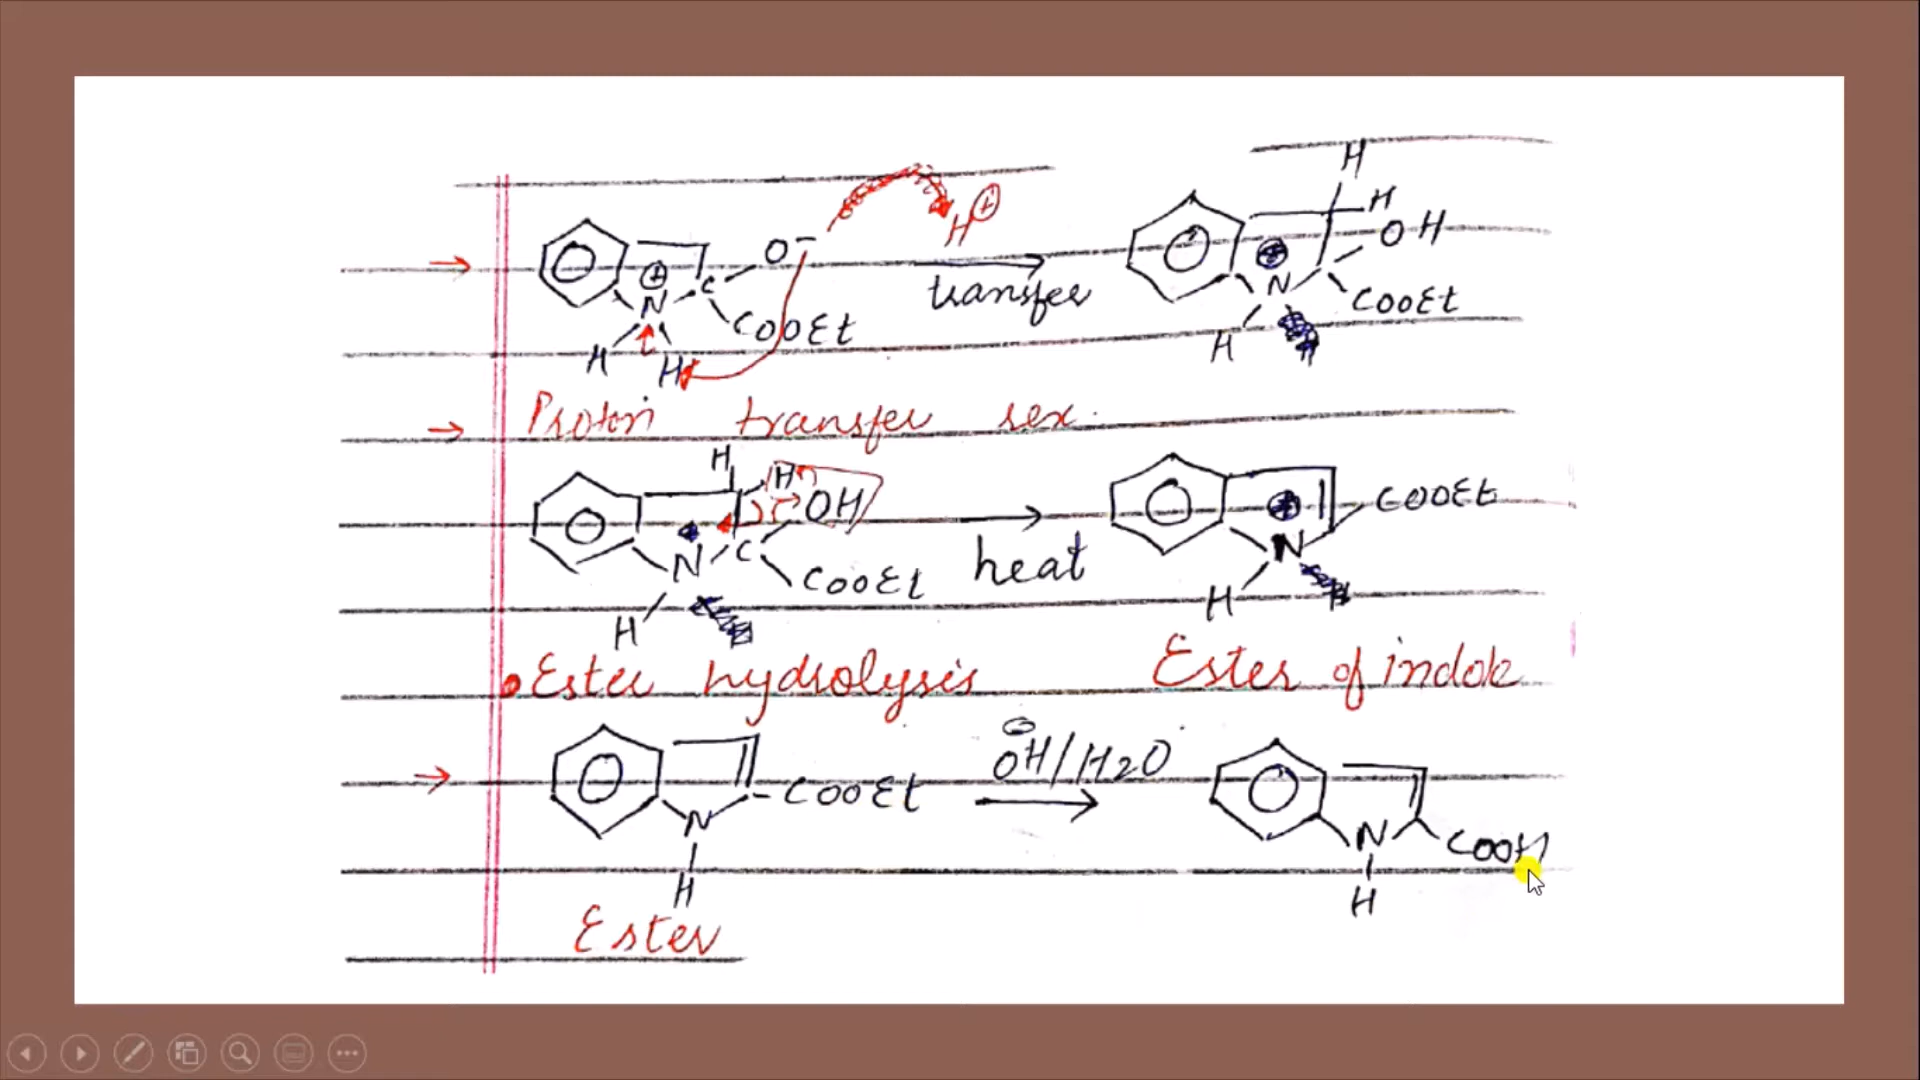 H
H
⊕ N C O⁻ COOEt H H
H⊕
transfer
N OH COOEt H
Proton transfer rex.
H
H
OH
N C COOEt H
heat
COOEt
N H
Ester hydrolysis
Ester of indole
N COOEt H
⊖OH/H2O
N COOH H
Ester